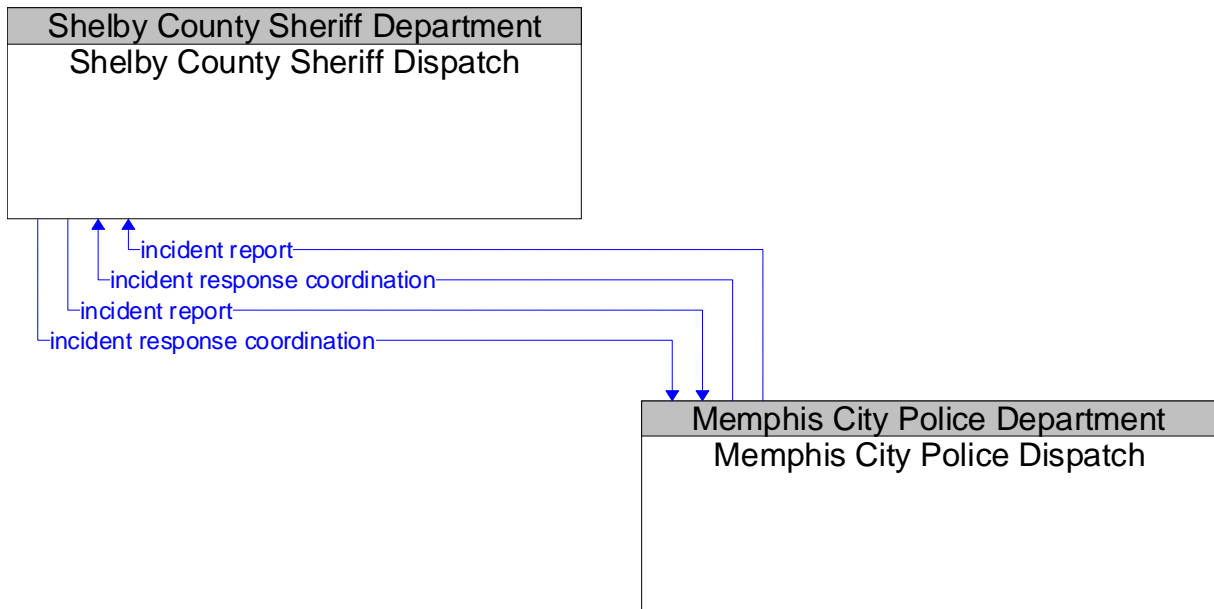 Shelby County Sheriff Department
Shelby County Sheriff Dispatch
incident report
incident response coordination
incident report
incident response coordination
Memphis City Police Department
Memphis City Police Dispatch